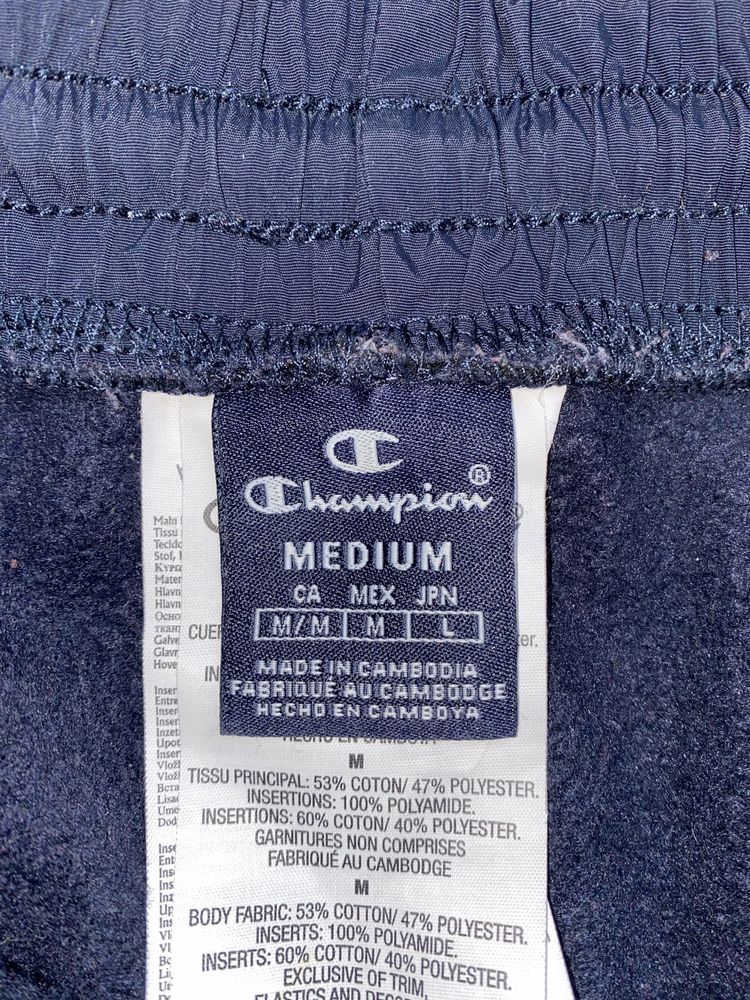 Champion®
MEDIUM
CA MEX JPN
M/M M L
MADE IN CAMBODIA
FABRIQUÉ AU CAMBODGE
HECHO EN CAMBOYA
M
TISSU PRINCIPAL: 53% COTON/ 47% POLYESTER.
INSERTIONS: 100% POLYAMIDE.
INSERTIONS: 60% COTON/ 40% POLYESTER.
GARNITURES NON COMPRISES
FABRIQUÉ AU CAMBODGE
M
BODY FABRIC: 53% COTTON/ 47% POLYESTER.
INSERTS: 100% POLYAMIDE.
INSERTS: 60% COTTON/ 40% POLYESTER.
EXCLUSIVE OF TRIM,
ELASTICS AND